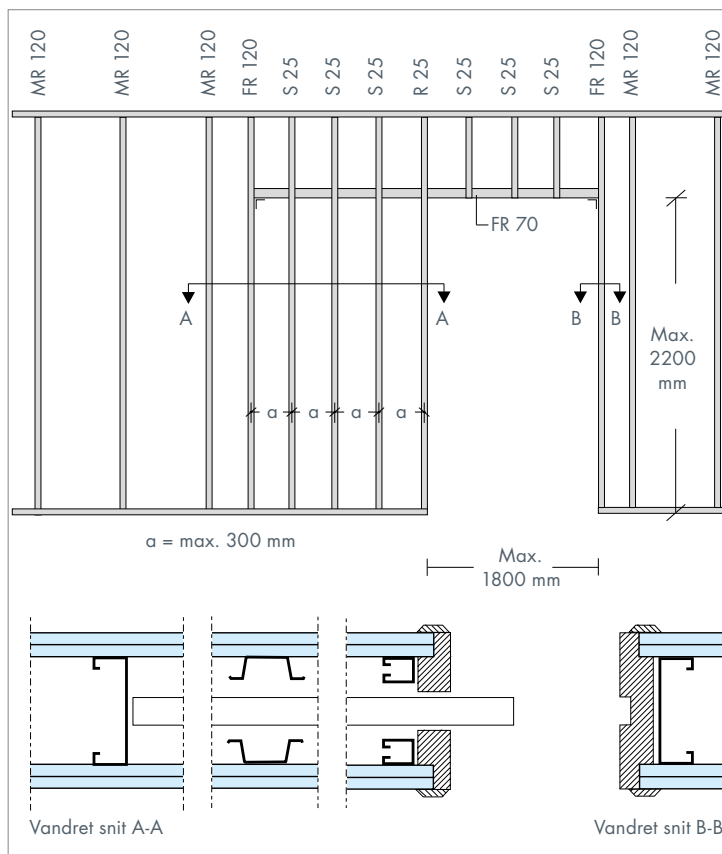 MR 120
MR 120
MR 120
FR 120
S 25
S 25
S 25
R 25
S 25
S 25
S 25
FR 120
MR 120
MR 120
FR 70
A
A
B
B
Max.
2200
mm
a
a
a
a
a = max. 300 mm
Max.
1800 mm
Vandret snit A-A
Vandret snit B-B